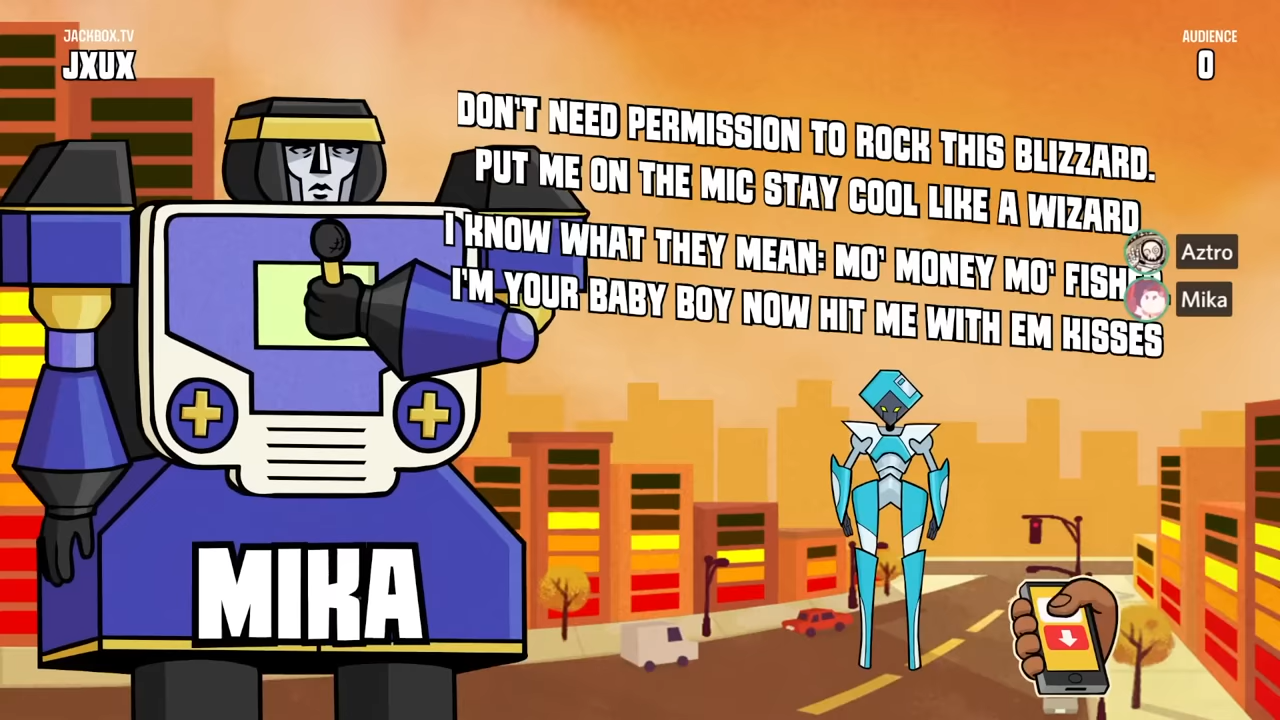 JACKBOX.TV
JXUX
AUDIENCE
0
DON'T NEED PERMISSION TO ROCK THIS BLIZZARD.
PUT ME ON THE MIC STAY COOL LIKE A WIZARD
I KNOW WHAT THEY MEAN: MO' MONEY MO'
I'M YOUR BABY BOY NOW HIT ME WITH EM KISSES
Aztro
Mika
MIKA